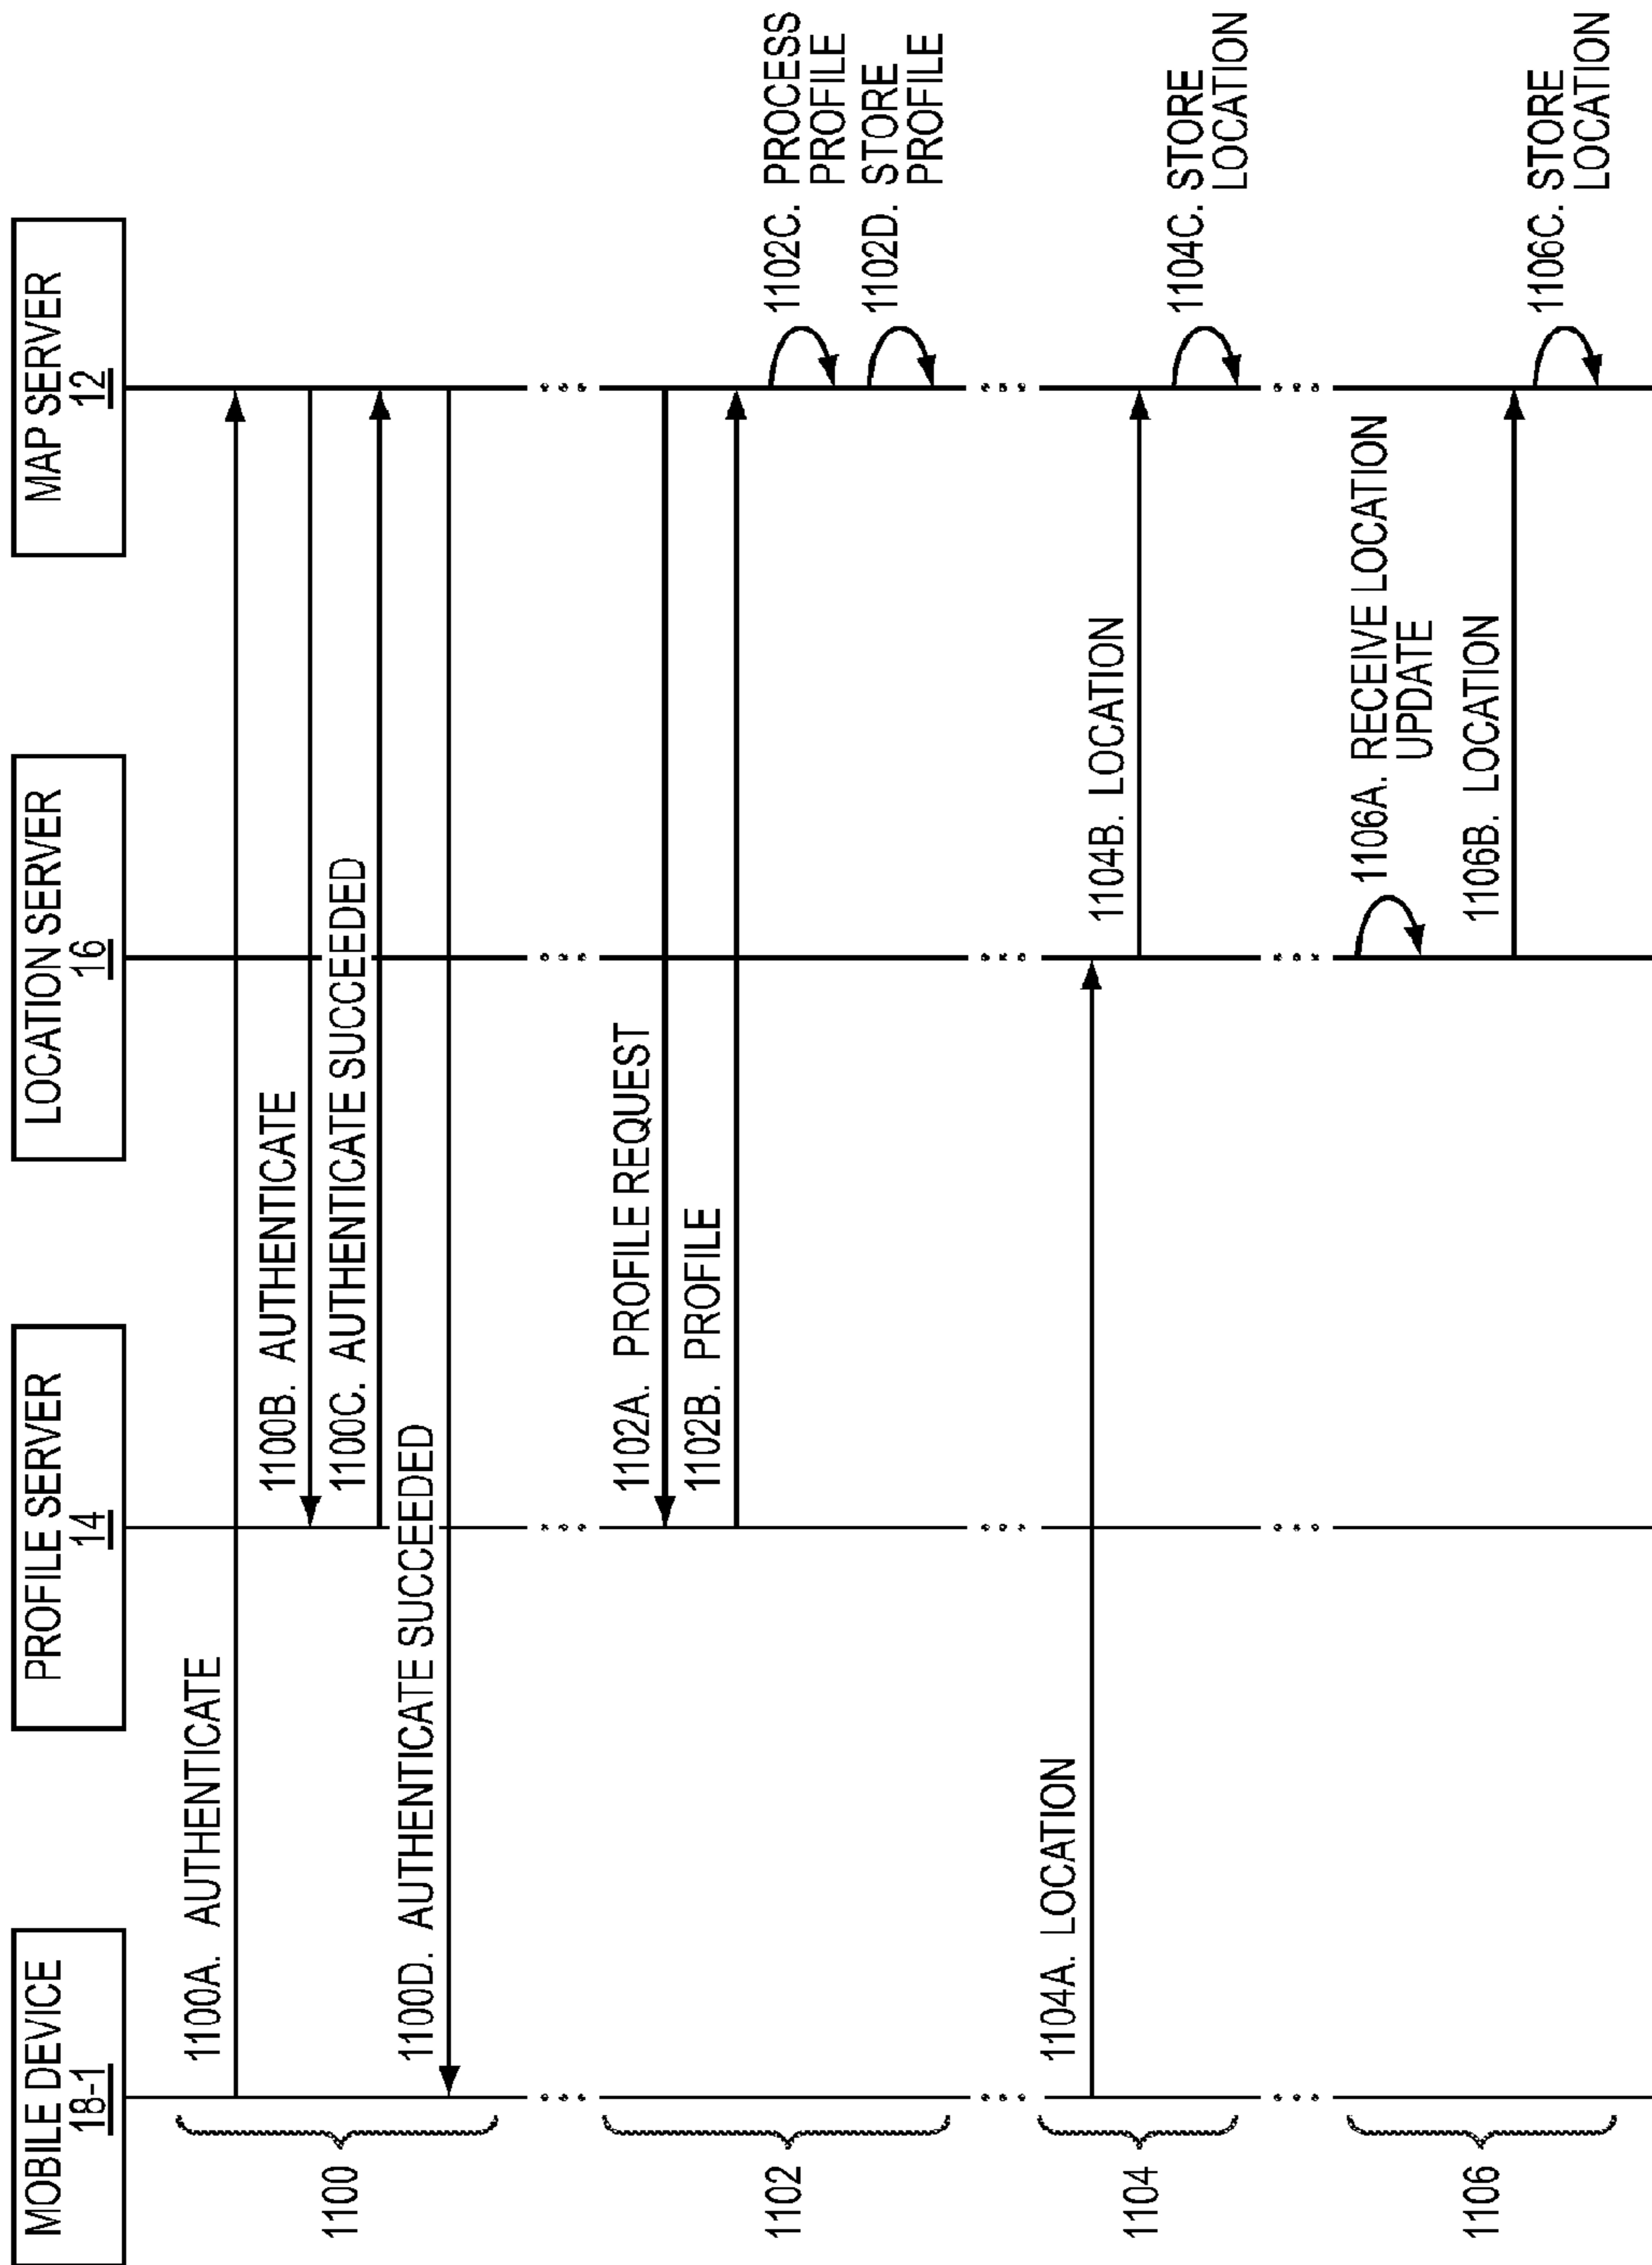 MOBILE DEVICE
18-1
PROFILE SERVER
14
LOCATION SERVER
16
MAP SERVER
12
1100
1100A. AUTHENTICATE
1100B. AUTHENTICATE
1100C. AUTHENTICATE SUCCEEDED
1100D. AUTHENTICATE SUCCEEDED
1102
1102A. PROFILE REQUEST
1102B. PROFILE
1102C. PROCESS
PROFILE
1102D. STORE
PROFILE
1104
1104A. LOCATION
1104B. LOCATION
1104C. STORE
LOCATION
1106
1106A. RECEIVE LOCATION
UPDATE
1106B. LOCATION
1106C. STORE
LOCATION